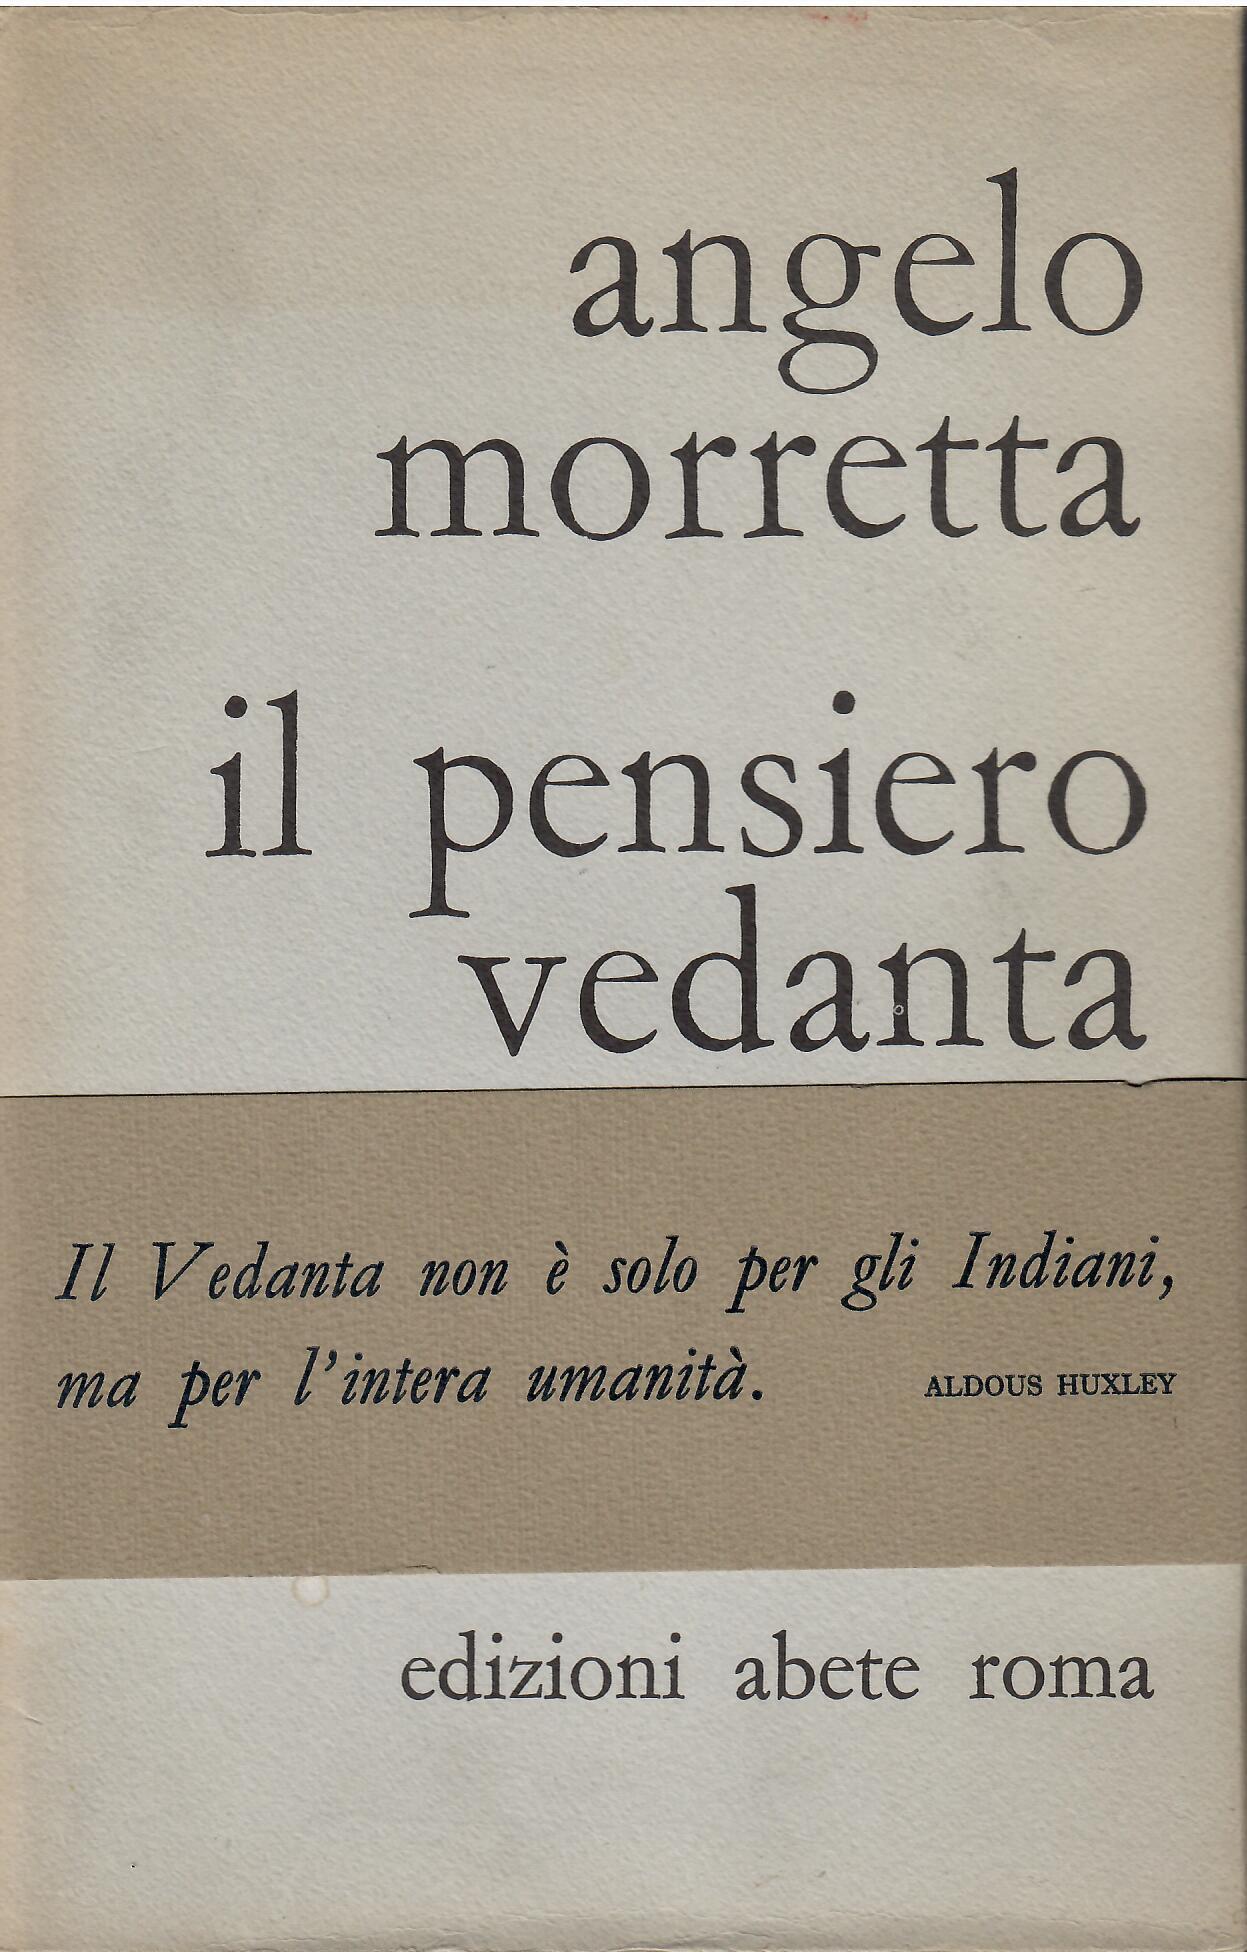 angelo
morretta
il pensiero
vedanta
Il Vedanta non è solo per gli Indiani,
ma per l'intera umanità. ALDOUS HUXLEY
edizioni abete roma